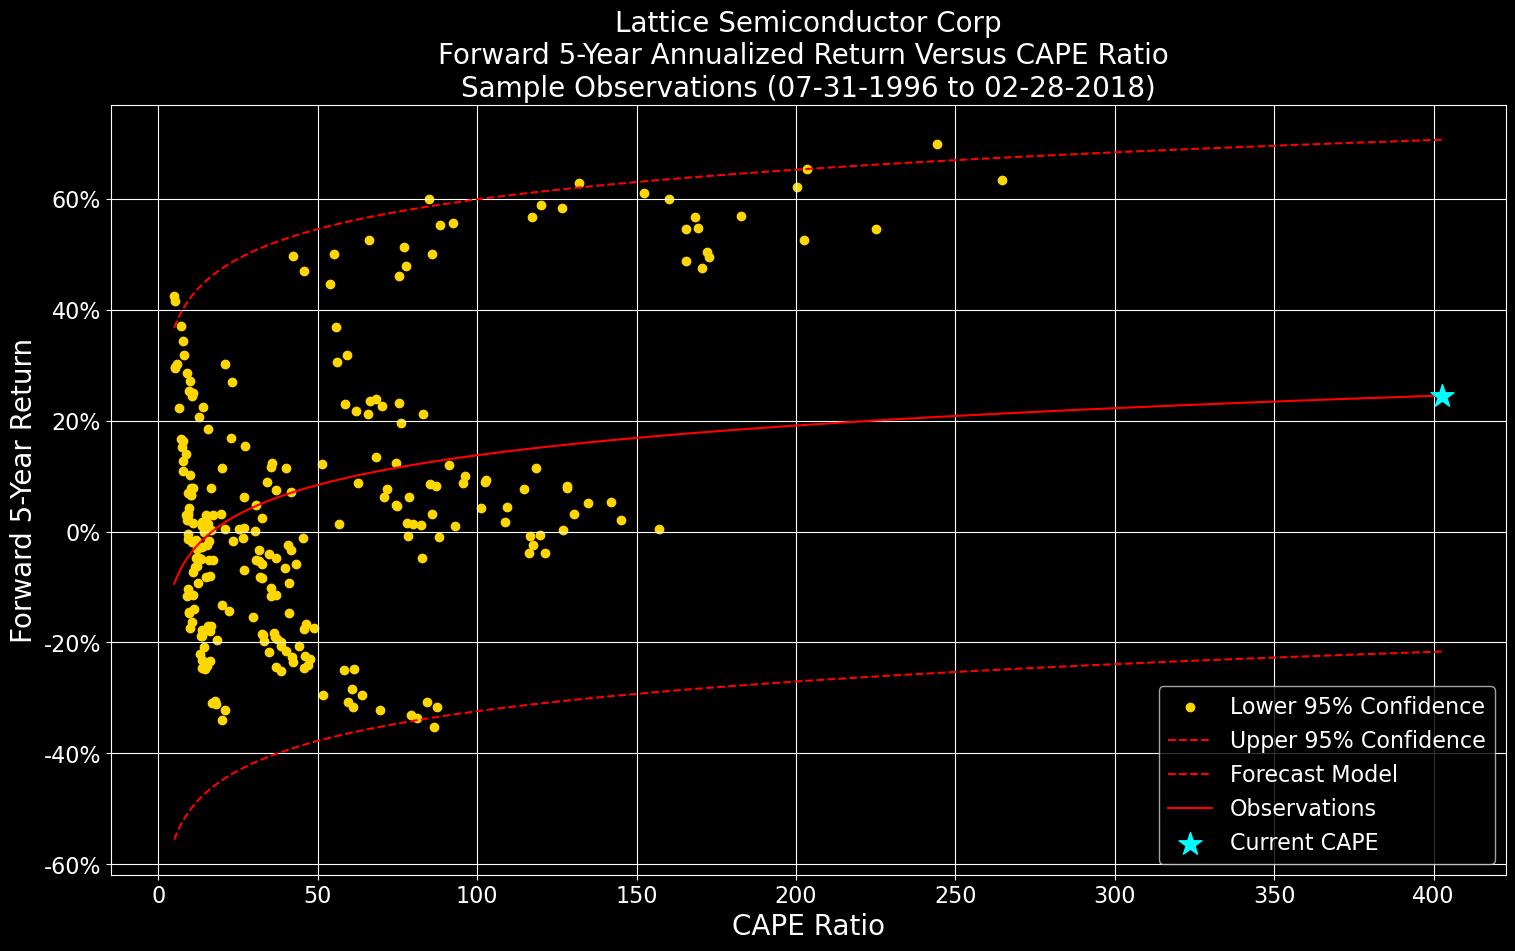 Lattice Semiconductor Corp
Forward 5-Year Annualized Return Versus CAPE Ratio
Sample Observations (07-31-1996 to 02-28-2018)
Forward 5-Year Return
60%
40%
20%
0%
-20%
-40%
-60%
Lower 95% Confidence
Upper 95% Confidence
Forecast Model
Observations
Current CAPE
0 50 100 150 200 250 300 350 400
CAPE Ratio